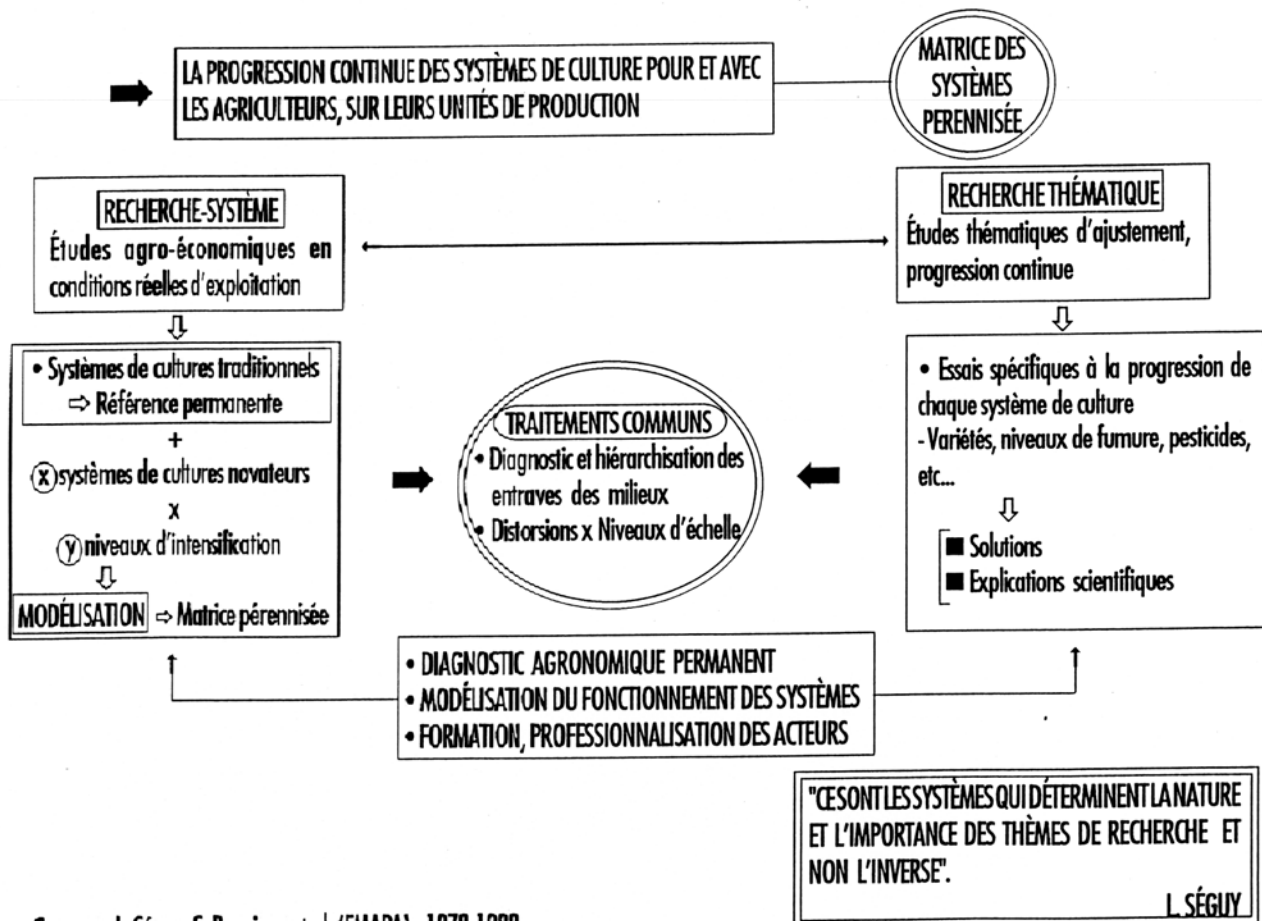 LA PROGRESSION CONTINUE DES SYSTÈMES DE CULTURE POUR ET AVEC
LES AGRICULTEURS, SUR LEURS UNITÉS DE PRODUCTION
MATRICE DES
SYSTÈMES
PERENNISÉE
RECHERCHE-SYSTÈME
Études agro-économiques en
conditions réelles d'exploitation
RECHERCHE THÉMATIQUE
Études thématiques d'ajustement,
progression continue
• Systèmes de cultures traditionnels
⇨ Référence permanente
+
x systèmes de cultures novateurs
x
y niveaux d'intensification
MODÉLISATION ⇨ Matrice pérennisée
TRAITEMENTS COMMUNS
• Diagnostic et hiérarchisation des
entraves des milieux
• Distorsions x Niveaux d'échelle
• Essais spécifiques à la progression de
chaque système de culture
- Variétés, niveaux de fumure, pesticides,
etc...
■ Solutions
■ Explications scientifiques
• DIAGNOSTIC AGRONOMIQUE PERMANENT
• MODÉLISATION DU FONCTIONNEMENT DES SYSTÈMES
• FORMATION, PROFESSIONNALISATION DES ACTEURS
"CE SONT LES SYSTÈMES QUI DÉTERMINENT LA NATURE
ET L'IMPORTANCE DES THÈMES DE RECHERCHE ET
NON L'INVERSE".
L. SÉGUY